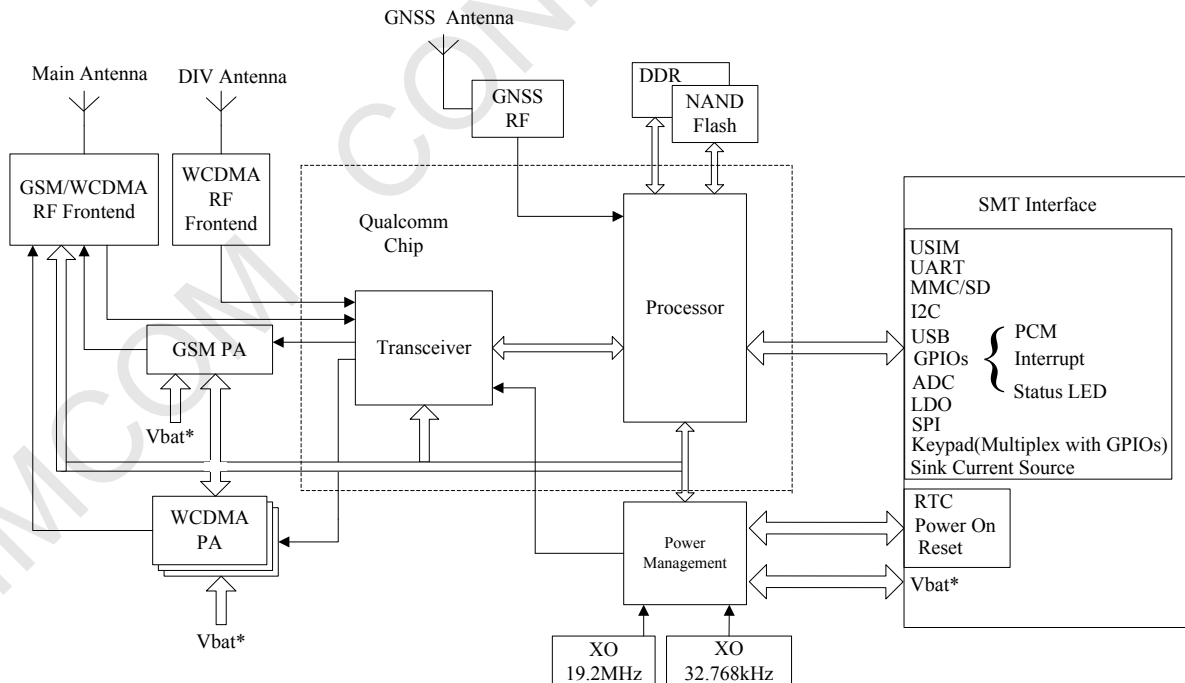 GNSS Antenna
Main Antenna
DIV Antenna
GNSS
RF
DDR
NAND
Flash
GSM/WCDMA
RF Frontend
WCDMA
RF
Frontend
Qualcomm
Chip
Transceiver
Processor
GSM PA
Vbat*
WCDMA
PA
Vbat*
Power
Management
XO
19.2MHz
XO
32.768kHz
SMT Interface
USIM
UART
MMC/SD
I2C
USB
GPIOs
{
PCM
Interrupt
Status LED
ADC
LDO
SPI
Keypad(Multiplex with GPIOs)
Sink Current Source
RTC
Power On
Reset
Vbat*